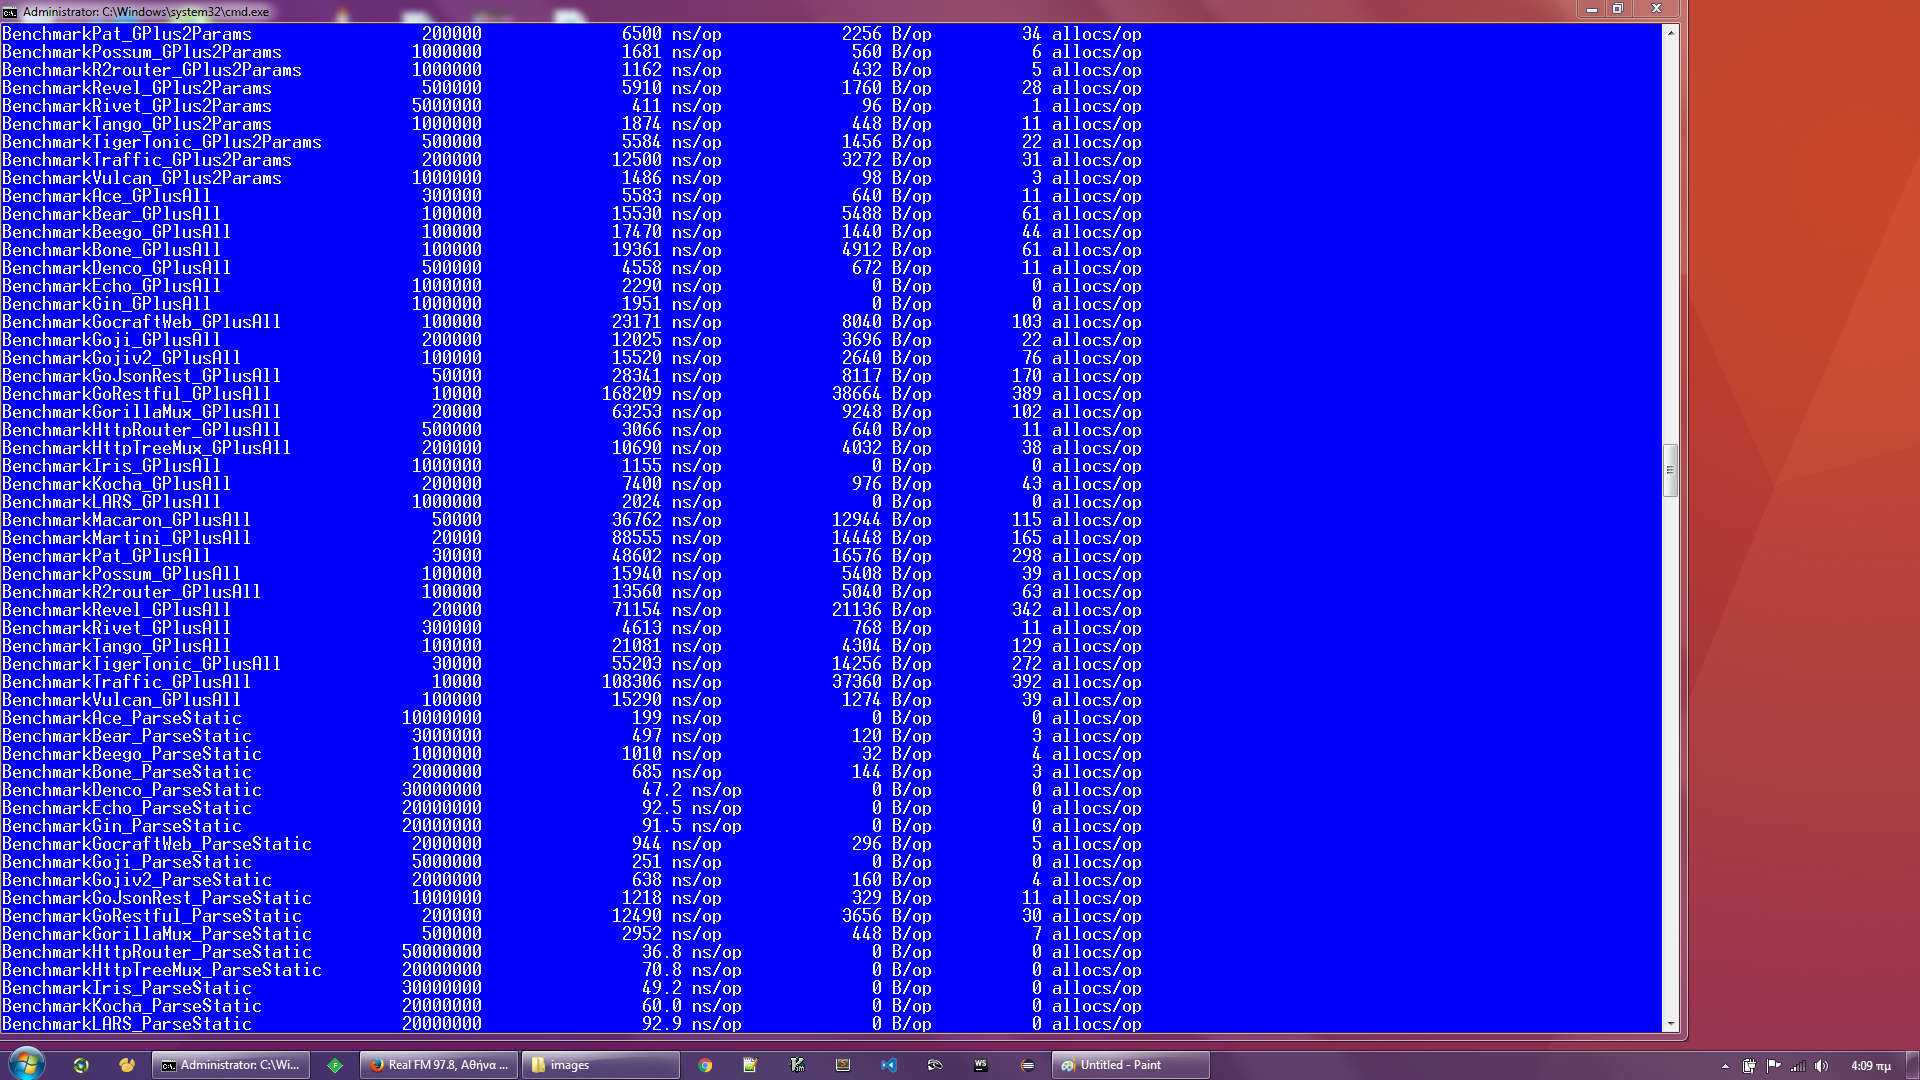 Administrator: C:\Windows\system32\cmd.exe
BenchmarkPat_GPlus2Params 200000 6500 ns/op 2256 B/op 34 allocs/op
BenchmarkPossum_GPlus2Params 1000000 1681 ns/op 560 B/op 6 allocs/op
BenchmarkR2router_GPlus2Params 1000000 1162 ns/op 432 B/op 5 allocs/op
BenchmarkRevel_GPlus2Params 500000 5910 ns/op 1760 B/op 28 allocs/op
BenchmarkRivet_GPlus2Params 5000000 411 ns/op 96 B/op 1 allocs/op
BenchmarkTango_GPlus2Params 1000000 1874 ns/op 448 B/op 11 allocs/op
BenchmarkTigerTonic_GPlus2Params 500000 5584 ns/op 1456 B/op 22 allocs/op
BenchmarkTraffic_GPlus2Params 200000 12500 ns/op 3272 B/op 31 allocs/op
BenchmarkVulcan_GPlus2Params 1000000 1486 ns/op 98 B/op 3 allocs/op
BenchmarkAce_GPlusAll 300000 5583 ns/op 640 B/op 11 allocs/op
BenchmarkBear_GPlusAll 100000 15530 ns/op 5488 B/op 61 allocs/op
BenchmarkBeego_GPlusAll 100000 17470 ns/op 1440 B/op 44 allocs/op
BenchmarkBone_GPlusAll 100000 19361 ns/op 4912 B/op 61 allocs/op
BenchmarkDenco_GPlusAll 500000 4558 ns/op 672 B/op 11 allocs/op
BenchmarkEcho_GPlusAll 1000000 2290 ns/op 0 B/op 0 allocs/op
BenchmarkGin_GPlusAll 1000000 1951 ns/op 0 B/op 0 allocs/op
BenchmarkGocraftWeb_GPlusAll 100000 23171 ns/op 8040 B/op 103 allocs/op
BenchmarkGoji_GPlusAll 200000 12025 ns/op 3696 B/op 22 allocs/op
BenchmarkGojiv2_GPlusAll 100000 15520 ns/op 2640 B/op 76 allocs/op
BenchmarkGoJsonRest_GPlusAll 50000 28341 ns/op 8117 B/op 170 allocs/op
BenchmarkGoRestful_GPlusAll 10000 168209 ns/op 38664 B/op 389 allocs/op
BenchmarkGorillaMux_GPlusAll 20000 63253 ns/op 9248 B/op 102 allocs/op
BenchmarkHttpRouter_GPlusAll 500000 3066 ns/op 640 B/op 11 allocs/op
BenchmarkHttpTreeMux_GPlusAll 200000 10690 ns/op 4032 B/op 38 allocs/op
BenchmarkIris_GPlusAll 1000000 1155 ns/op 0 B/op 0 allocs/op
BenchmarkKocha_GPlusAll 200000 7400 ns/op 976 B/op 43 allocs/op
BenchmarkLARS_GPlusAll 1000000 2024 ns/op 0 B/op 0 allocs/op
BenchmarkMacaron_GPlusAll 50000 36762 ns/op 12944 B/op 115 allocs/op
BenchmarkMartini_GPlusAll 20000 88555 ns/op 14448 B/op 165 allocs/op
BenchmarkPat_GPlusAll 30000 48602 ns/op 16576 B/op 298 allocs/op
BenchmarkPossum_GPlusAll 100000 15940 ns/op 5408 B/op 39 allocs/op
BenchmarkR2router_GPlusAll 100000 13560 ns/op 5040 B/op 63 allocs/op
BenchmarkRevel_GPlusAll 20000 71154 ns/op 21136 B/op 342 allocs/op
BenchmarkRivet_GPlusAll 300000 4613 ns/op 768 B/op 11 allocs/op
BenchmarkTango_GPlusAll 100000 21081 ns/op 4304 B/op 129 allocs/op
BenchmarkTigerTonic_GPlusAll 30000 55203 ns/op 14256 B/op 272 allocs/op
BenchmarkTraffic_GPlusAll 10000 108306 ns/op 37360 B/op 392 allocs/op
BenchmarkVulcan_GPlusAll 100000 15290 ns/op 1274 B/op 39 allocs/op
BenchmarkAce_ParseStatic 10000000 199 ns/op 0 B/op 0 allocs/op
BenchmarkBear_ParseStatic 3000000 497 ns/op 120 B/op 3 allocs/op
BenchmarkBeego_ParseStatic 1000000 1010 ns/op 32 B/op 4 allocs/op
BenchmarkBone_ParseStatic 2000000 685 ns/op 144 B/op 3 allocs/op
BenchmarkDenco_ParseStatic 30000000 47.2 ns/op 0 B/op 0 allocs/op
BenchmarkEcho_ParseStatic 20000000 92.5 ns/op 0 B/op 0 allocs/op
BenchmarkGin_ParseStatic 20000000 91.5 ns/op 0 B/op 0 allocs/op
BenchmarkGocraftWeb_ParseStatic 2000000 944 ns/op 296 B/op 5 allocs/op
BenchmarkGoji_ParseStatic 5000000 251 ns/op 0 B/op 0 allocs/op
BenchmarkGojiv2_ParseStatic 2000000 638 ns/op 160 B/op 4 allocs/op
BenchmarkGoJsonRest_ParseStatic 1000000 1218 ns/op 329 B/op 11 allocs/op
BenchmarkGoRestful_ParseStatic 200000 12490 ns/op 3656 B/op 30 allocs/op
BenchmarkGorillaMux_ParseStatic 500000 2952 ns/op 448 B/op 7 allocs/op
BenchmarkHttpRouter_ParseStatic 50000000 36.8 ns/op 0 B/op 0 allocs/op
BenchmarkHttpTreeMux_ParseStatic 20000000 70.8 ns/op 0 B/op 0 allocs/op
BenchmarkIris_ParseStatic 30000000 49.2 ns/op 0 B/op 0 allocs/op
BenchmarkKocha_ParseStatic 20000000 60.0 ns/op 0 B/op 0 allocs/op
BenchmarkLARS_ParseStatic 20000000 92.9 ns/op 0 B/op 0 allocs/op
Administrator: C:\Wi... Real FM 97.8, Αθήνα ... images WS Untitled - Paint 4:09 πμ